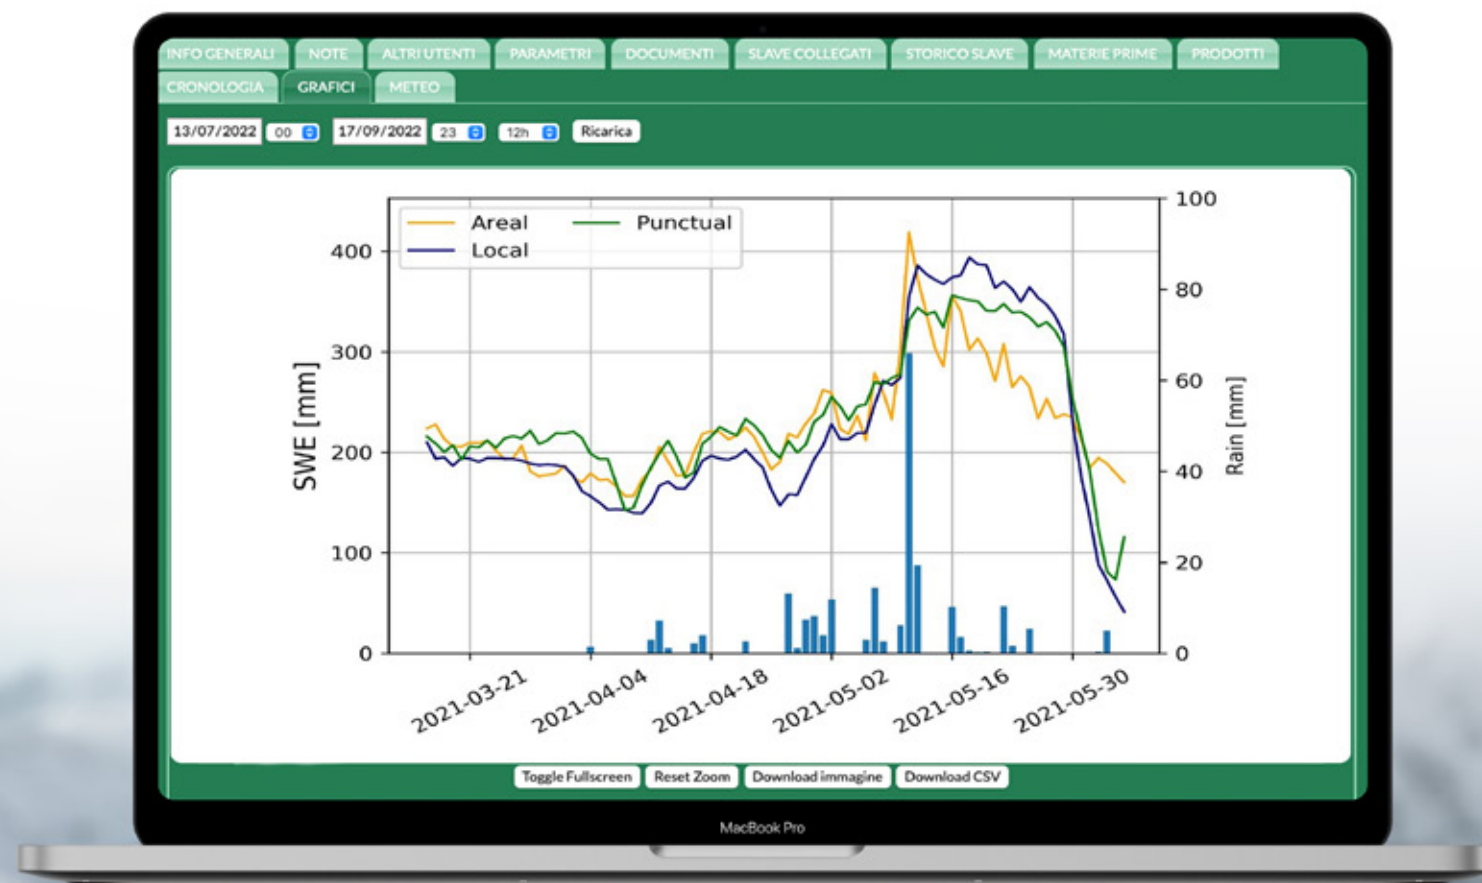 INFO GENERALI NOTE ALTRI UTENTI PARAMETRI DOCUMENTI SLAVE COLLEGATI STORICO SLAVE MATERIE PRIME PRODOTTI
CRONOLOGIA GRAFICI METEO
13/07/2022 00 17/09/2022 23 12h Ricarica
Areal Punctual
Local
SWE [mm]
400
300
200
100
0
100
80
60
40
20
0
Rain [mm]
2021-03-21 2021-04-04 2021-04-18 2021-05-02 2021-05-16 2021-05-30
Toggle Fullscreen Reset Zoom Download immagine Download CSV
MacBook Pro